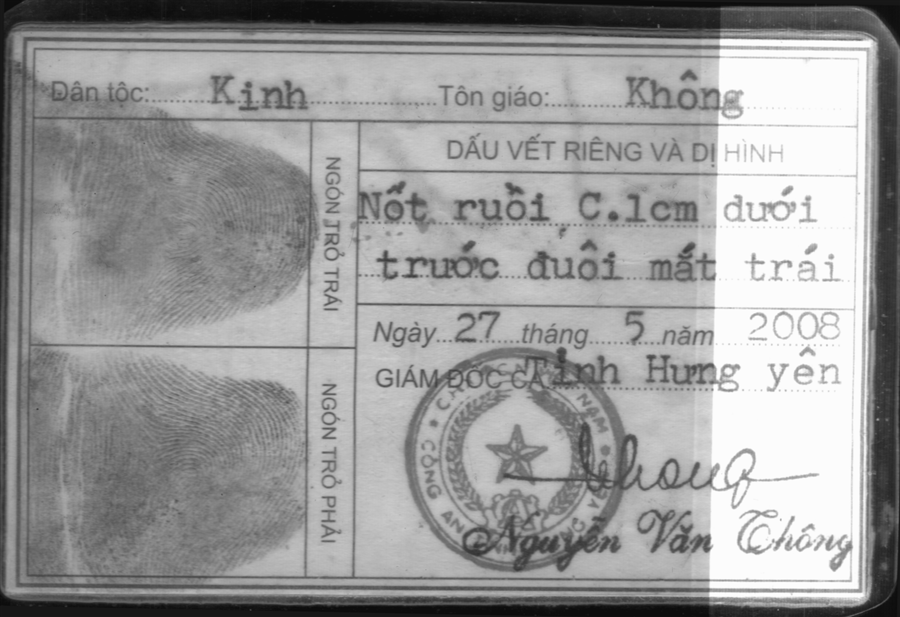 Dân tộc: Kinh Tôn giáo: Không
NGÓN TRỎ TRÁI
NGÓN TRỎ PHẢI
DẤU VẾT RIÊNG VÀ DỊ HÌNH
Nốt ruồi C.1cm dưới
trước đuôi mắt trái
Ngày 27 tháng 5 năm 2008
GIÁM ĐỐC CA Tỉnh Hưng yên
CÔNG AN
NAM
Nguyễn Văn Thông